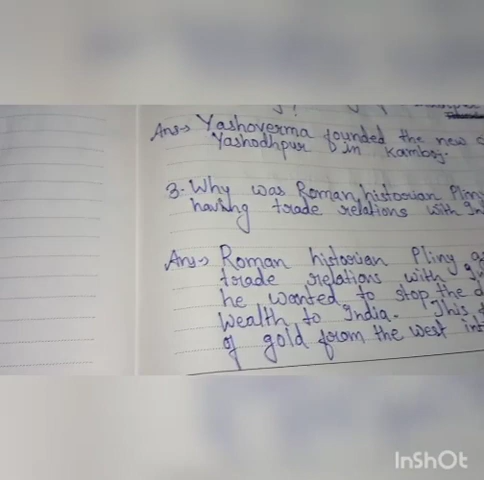 Ans→ Yashoverma founded the new
Yashodhpur in Kamboj.
3- Why was Roman historian Pliny
having trade relations with Ind
Ans→ Roman historian Pliny
trade relations with
he wanted to stop the
wealth to India. This
of gold from the west
InShOt